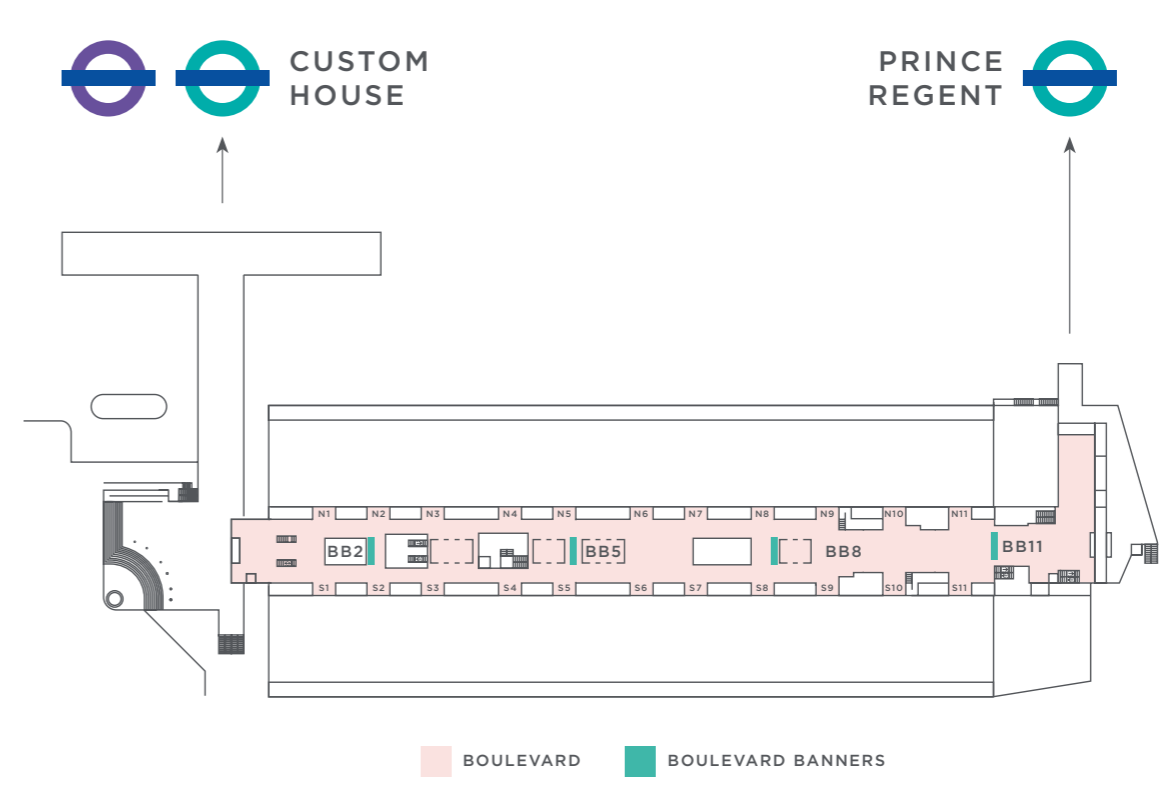 CUSTOM
HOUSE
PRINCE
REGENT
N1 N2 N3 N4 N5 N6 N7 N8 N9 N10 N11
BB2 BB5 BB8 BB11
S1 S2 S3 S4 S5 S6 S7 S8 S9 S10 S11
BOULEVARD BOULEVARD BANNERS